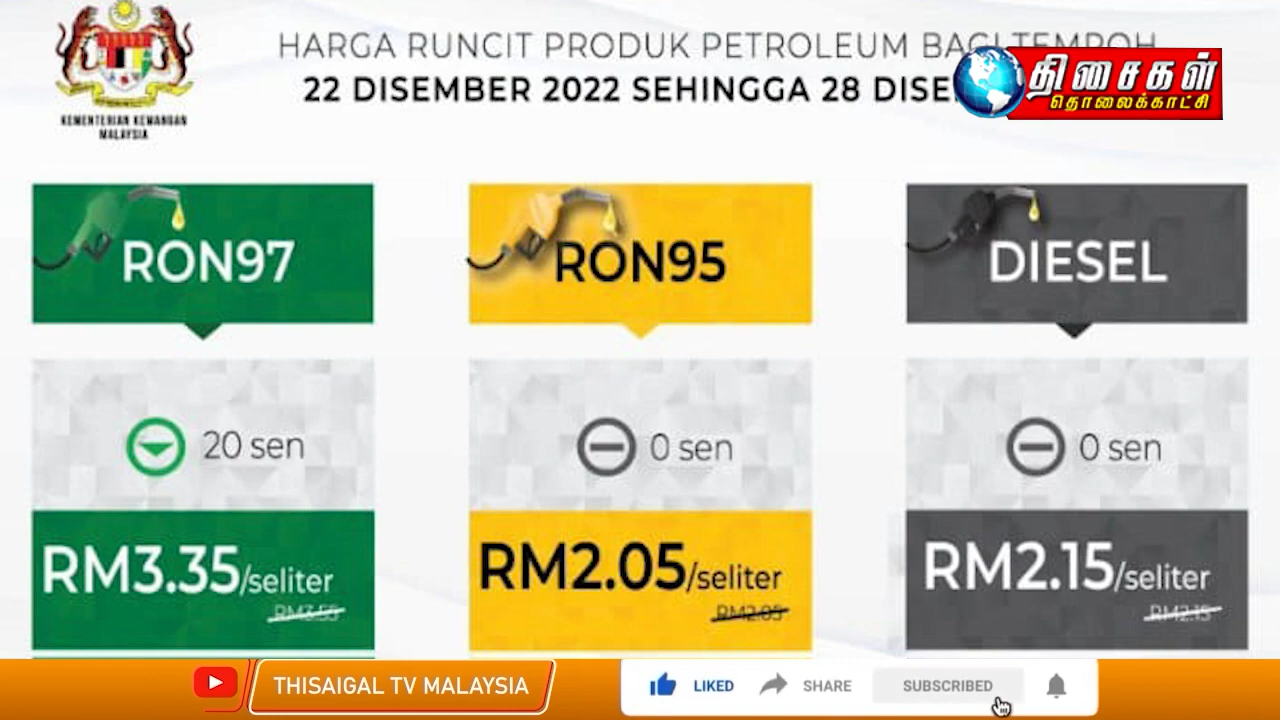 HARGA RUNCIT PRODUK PETROLEUM BAGI TEMPOH
22 DISEMBER 2022 SEHINGGA 28
திசைகள்
தொலைக்காட்சி
KEMENTERIAN KEWANGAN
MALAYSIA
RON97
RON95
DIESEL
20 sen
0 sen
0 sen
RM3.35/seliter
RM3.55
RM2.05/seliter
RM2.05
RM2.15/seliter
RM2.15
THISAIGAL TV MALAYSIA
LIKED
SHARE
SUBSCRIBED